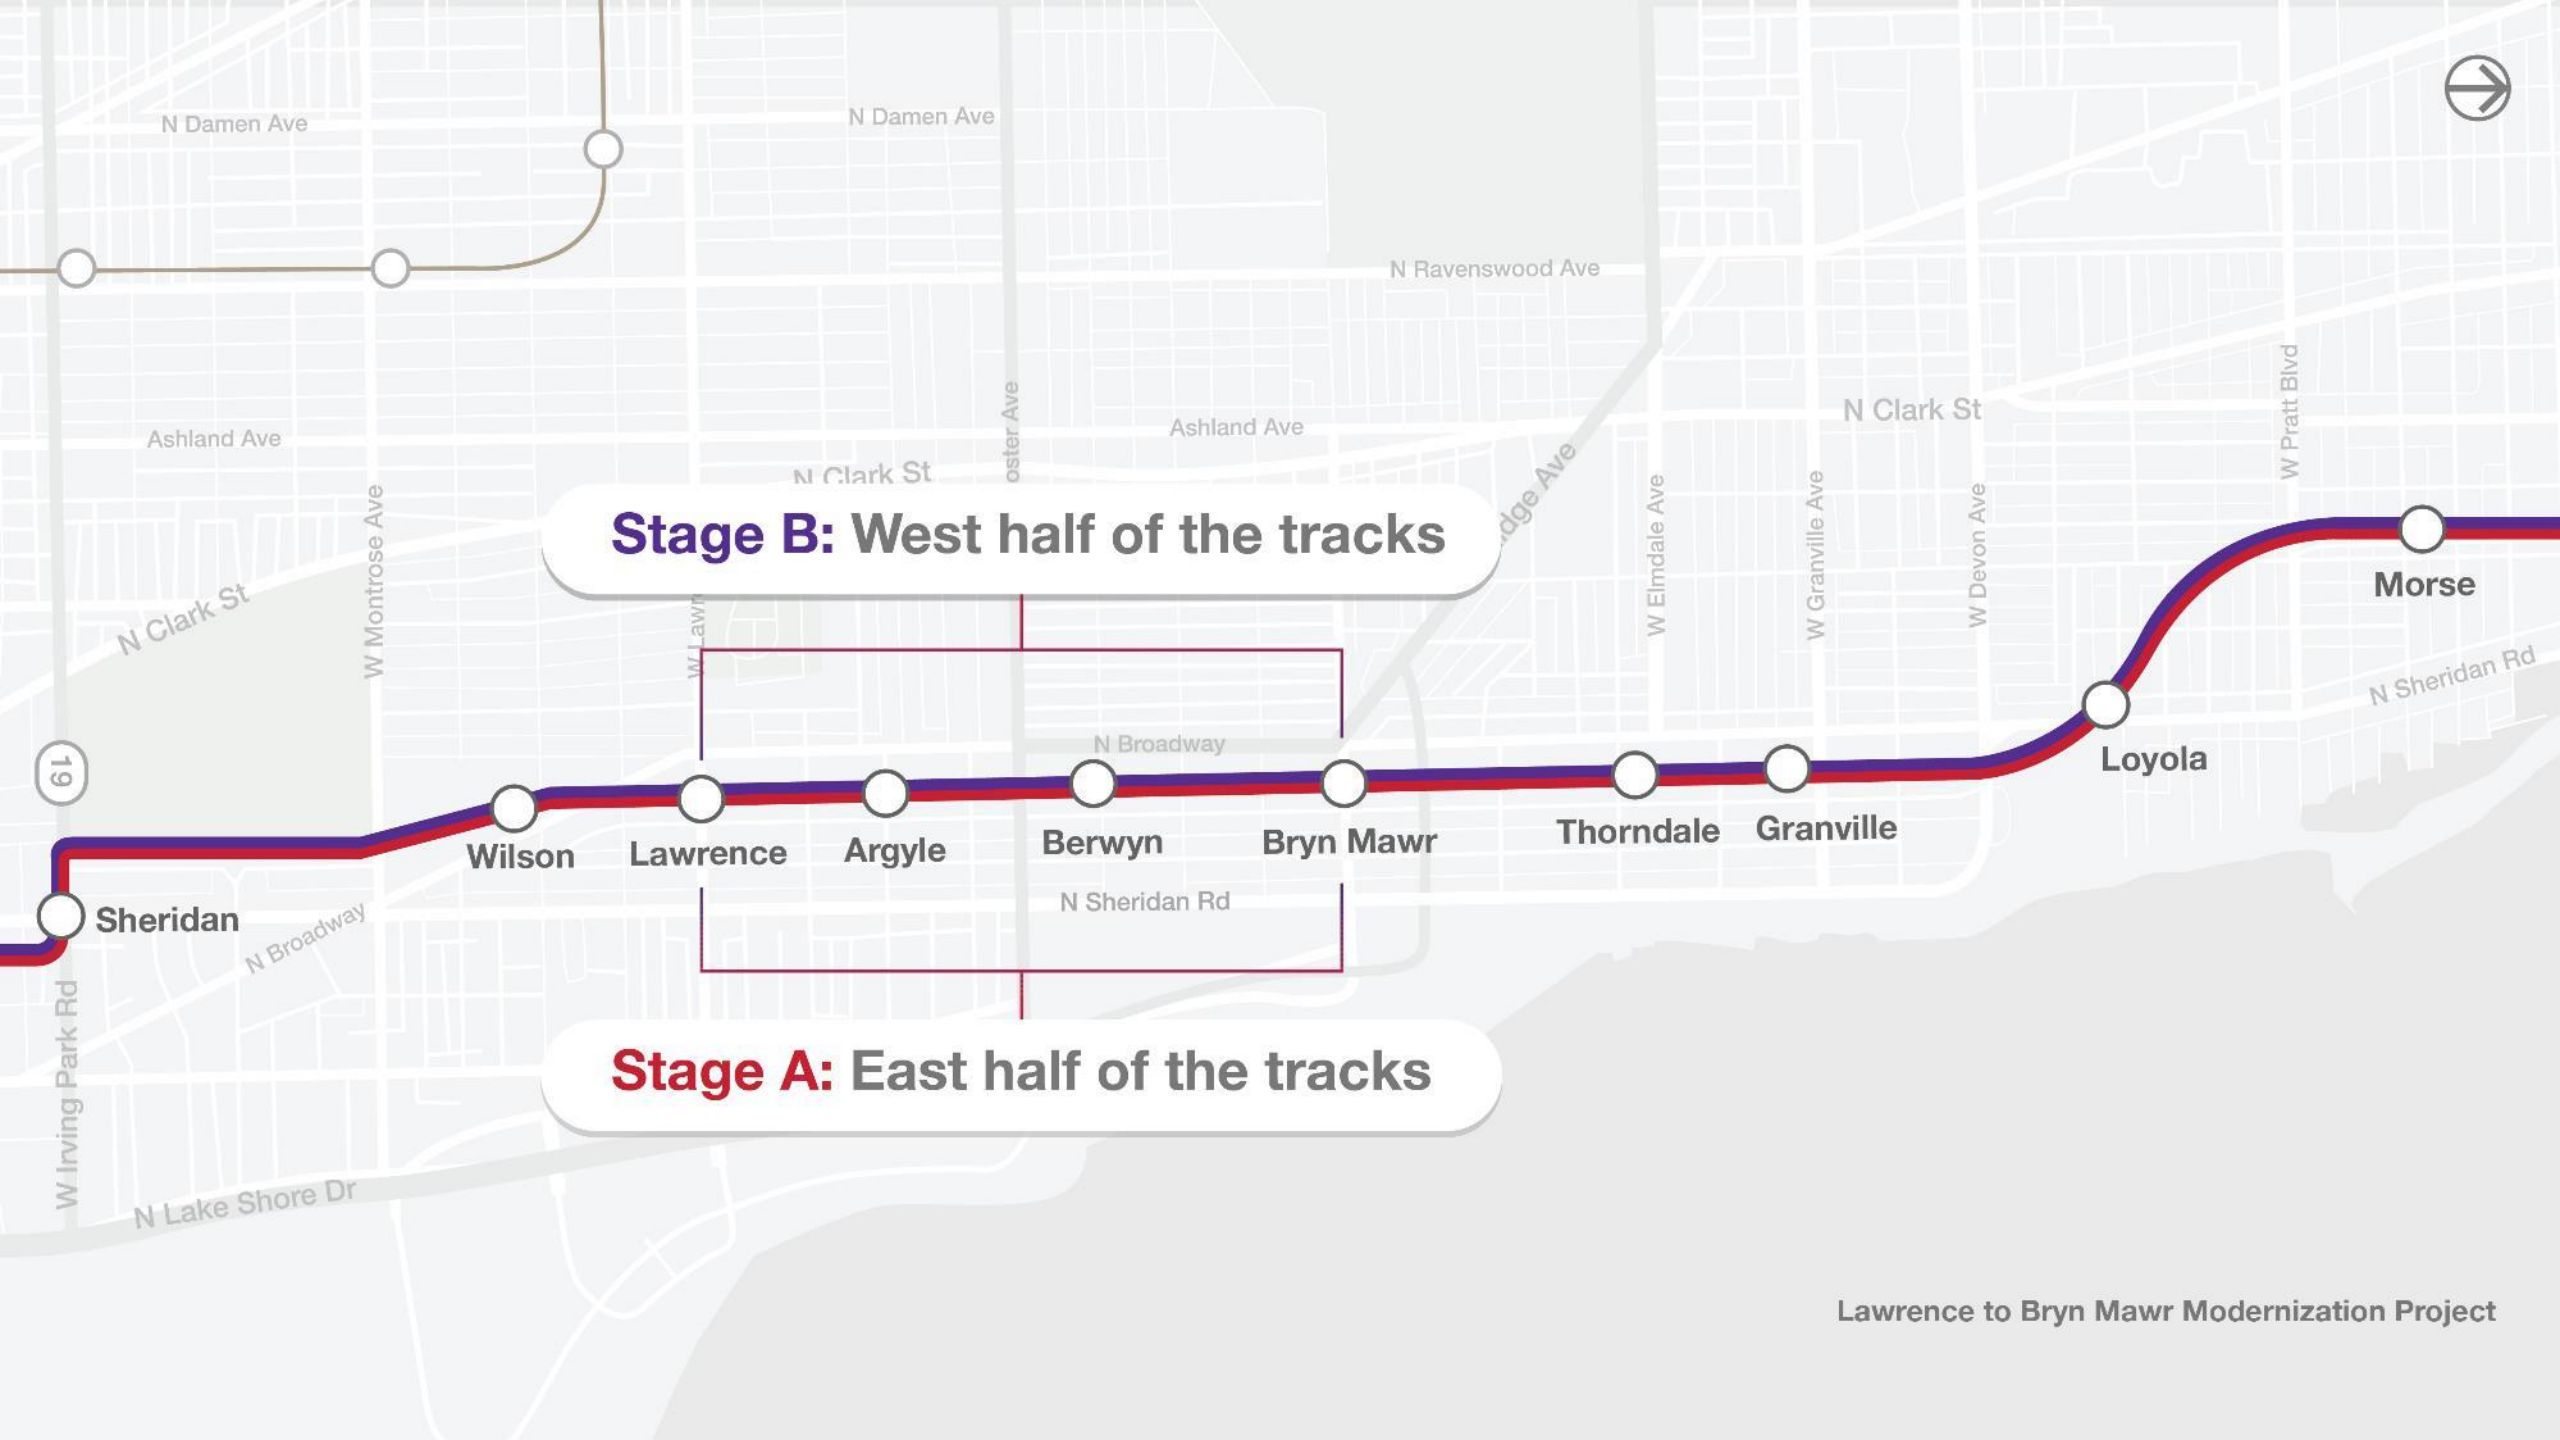 N Damen Ave
N Damen Ave
N Ravenswood Ave
Ashland Ave
Ashland Ave
N Clark St
N Clark St
W Pratt Blvd
N Clark St
W Montrose Ave
W Elmdale Ave
W Granville Ave
W Devon Ave
Stage B: West half of the tracks
N Clark St
Morse
N Sheridan Rd
N Broadway
19
Loyola
Wilson
Lawrence
Argyle
Berwyn
Bryn Mawr
Thorndale
Granville
Sheridan
N Broadway
N Sheridan Rd
W Irving Park Rd
Stage A: East half of the tracks
N Lake Shore Dr
Lawrence to Bryn Mawr Modernization Project